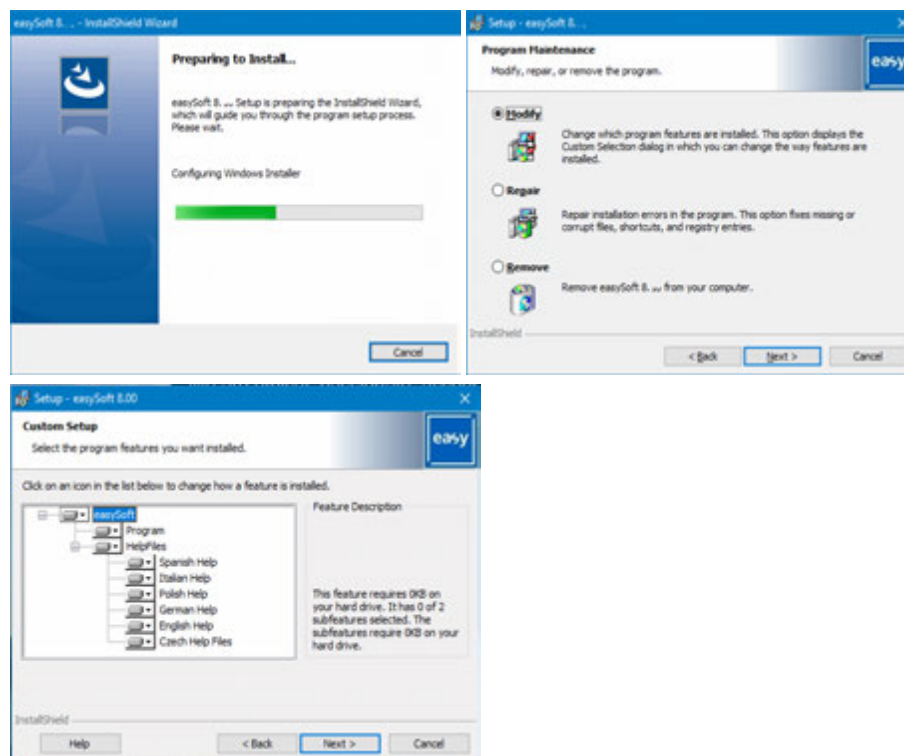 easySoft 8. ... - InstallShield Wizard
Preparing to Install...
easySoft 8. ... Setup is preparing the InstallShield Wizard,
which will guide you through the program setup process.
Please wait.
Configuring Windows Installer
Cancel
Setup - easySoft 8. ...
Program Maintenance
Modify, repair, or remove the program.
easy
Modify
Change which program features are installed. This option displays the
Custom Selection dialog in which you can change the way features are
installed.
Repair
Repair installation errors in the program. This option fixes missing or
corrupt files, shortcuts, and registry entries.
Remove
Remove easySoft 8. ... from your computer.
InstallShield
< Back
Next >
Cancel
Setup - easySoft 8.00
Custom Setup
Select the program features you want installed.
easy
Click on an icon in the list below to change how a feature is installed.
easySoft
Program
HelpFiles
Spanish Help
Italian Help
Polish Help
German Help
English Help
Czech Help Files
Feature Description
This feature requires 0KB on
your hard drive. It has 0 of 2
subfeatures selected. The
subfeatures require 0KB on your
hard drive.
InstallShield
Help
< Back
Next >
Cancel